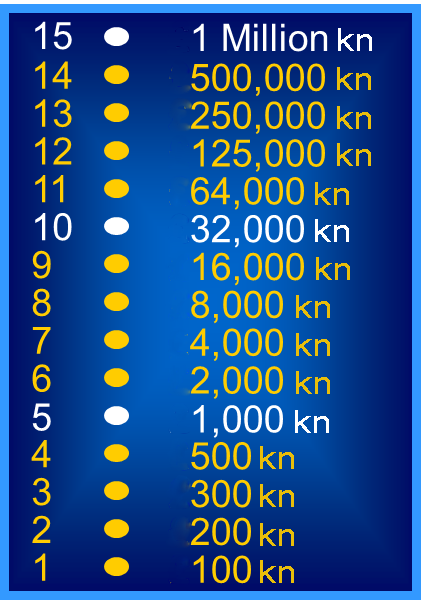 15 1 Million kn
14 500,000 kn
13 250,000 kn
12 125,000 kn
11 64,000 kn
10 32,000 kn
9 16,000 kn
8 8,000 kn
7 4,000 kn
6 2,000 kn
5 1,000 kn
4 500 kn
3 300 kn
2 200 kn
1 100 kn